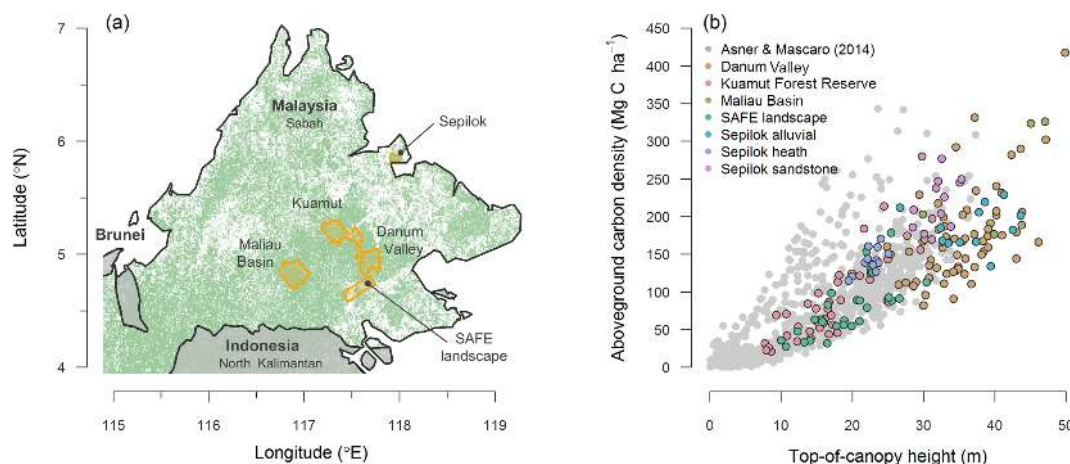 (a)
7
6
5
4
Latitude (°N)
Malaysia
Sabah
Sepilok
Kuamut
Danum
Valley
Maliau
Basin
Brunei
SAFE
landscape
Indonesia
North Kalimantan
115 116 117 118 119
Longitude (°E)
(b)
450
400
350
300
250
200
150
100
50
0
Aboveground carbon density (Mg C ha⁻¹)
Asner & Mascaro (2014)
Danum Valley
Kuamut Forest Reserve
Maliau Basin
SAFE landscape
Sepilok alluvial
Sepilok heath
Sepilok sandstone
0 10 20 30 40 50
Top-of-canopy height (m)